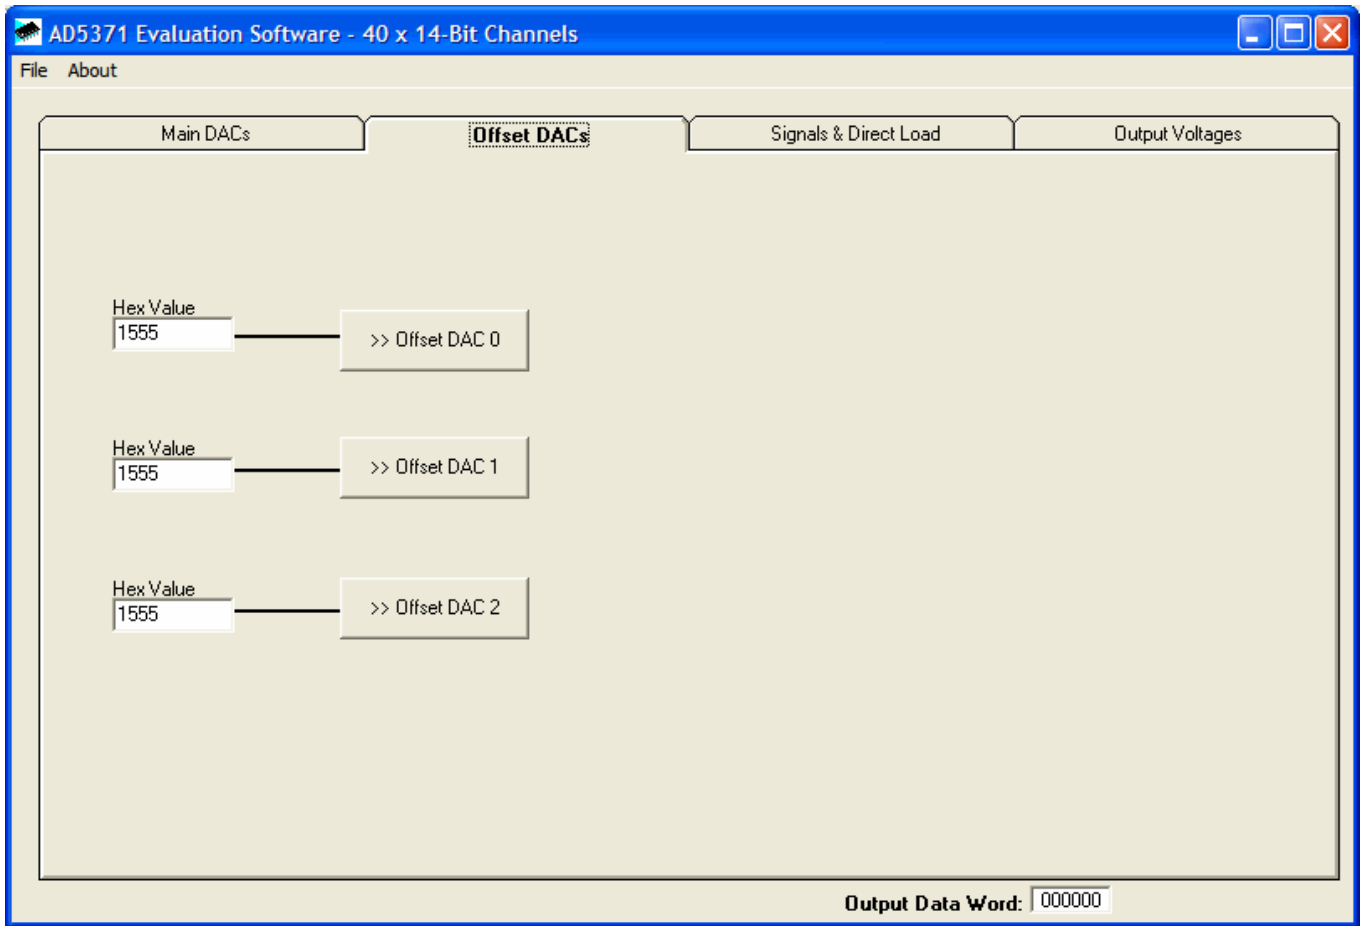 AD5371 Evaluation Software - 40 x 14-Bit Channels
File About
Main DACs Offset DACs Signals & Direct Load Output Voltages
Hex Value
1555 >> Offset DAC 0
Hex Value
1555 >> Offset DAC 1
Hex Value
1555 >> Offset DAC 2
Output Data Word: 000000